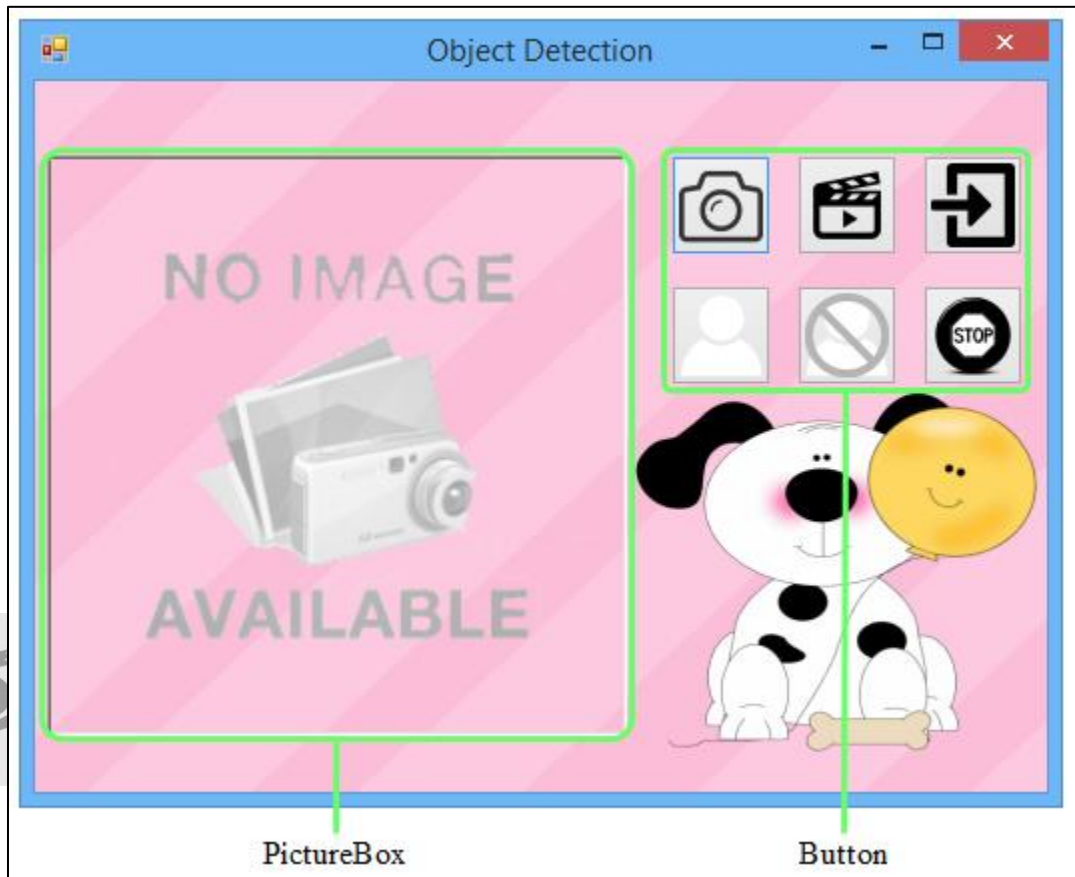 Object Detection
NO IMAGE
AVAILABLE
STOP
PictureBox
Button